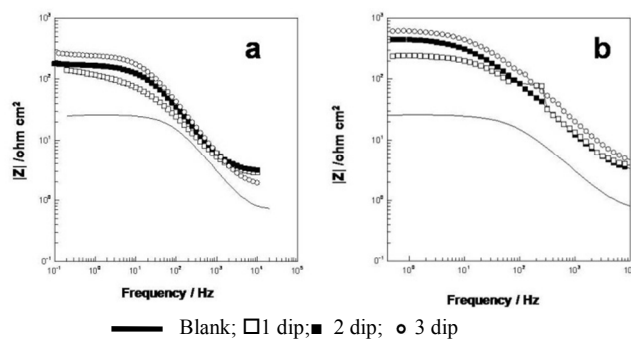 a
b
|Z| /ohm cm²
10³
10²
10¹
10⁰
10⁻¹
10⁻¹ 10⁰ 10¹ 10² 10³ 10⁴ 10⁵
Frequency / Hz
|Z| /ohm cm²
10³
10²
10¹
10⁰
10⁻¹
10⁰ 10¹ 10² 10³ 10⁴
Frequency / Hz
Blank; □1 dip;■ 2 dip; ○ 3 dip